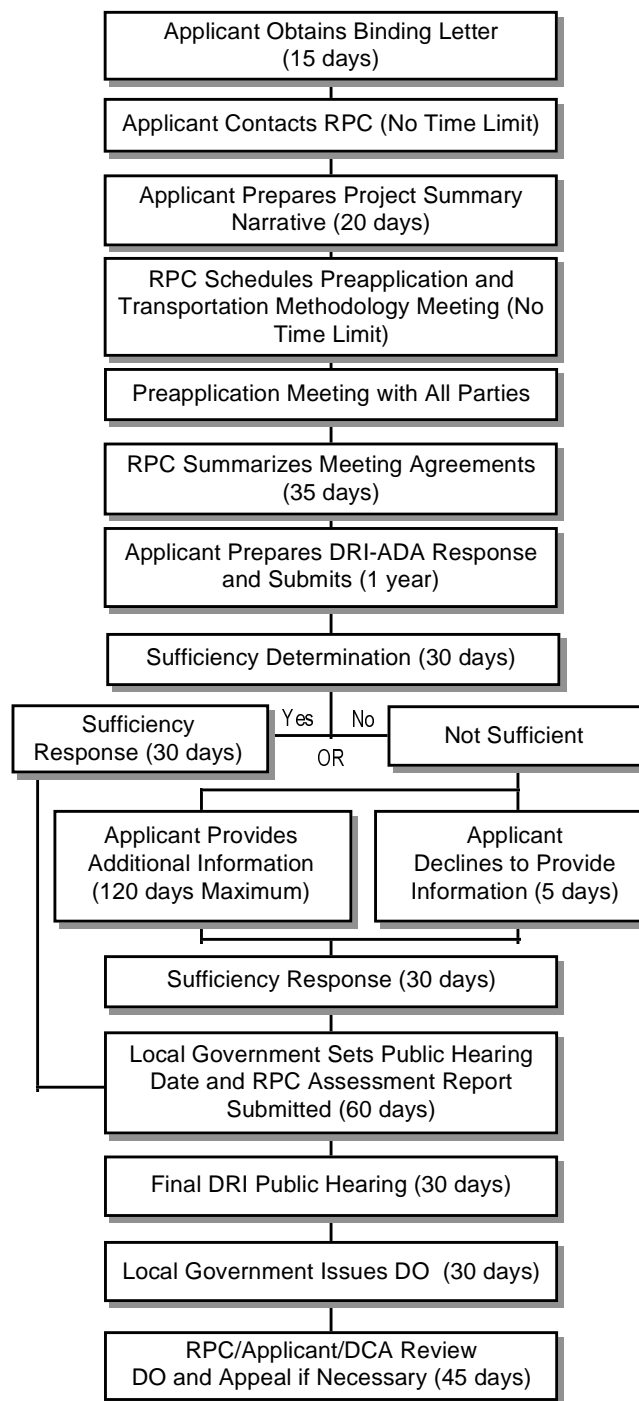 Applicant Obtains Binding Letter
(15 days)
Applicant Contacts RPC (No Time Limit)
Applicant Prepares Project Summary
Narrative (20 days)
RPC Schedules Preapplication and
Transportation Methodology Meeting (No
Time Limit)
Preapplication Meeting with All Parties
RPC Summarizes Meeting Agreements
(35 days)
Applicant Prepares DRI-ADA Response
and Submits (1 year)
Sufficiency Determination (30 days)
Sufficiency
Response (30 days)
Yes
No
OR
Not Sufficient
Applicant Provides
Additional Information
(120 days Maximum)
Applicant
Declines to Provide
Information (5 days)
Sufficiency Response (30 days)
Local Government Sets Public Hearing
Date and RPC Assessment Report
Submitted (60 days)
Final DRI Public Hearing (30 days)
Local Government Issues DO (30 days)
RPC/Applicant/DCA Review
DO and Appeal if Necessary (45 days)